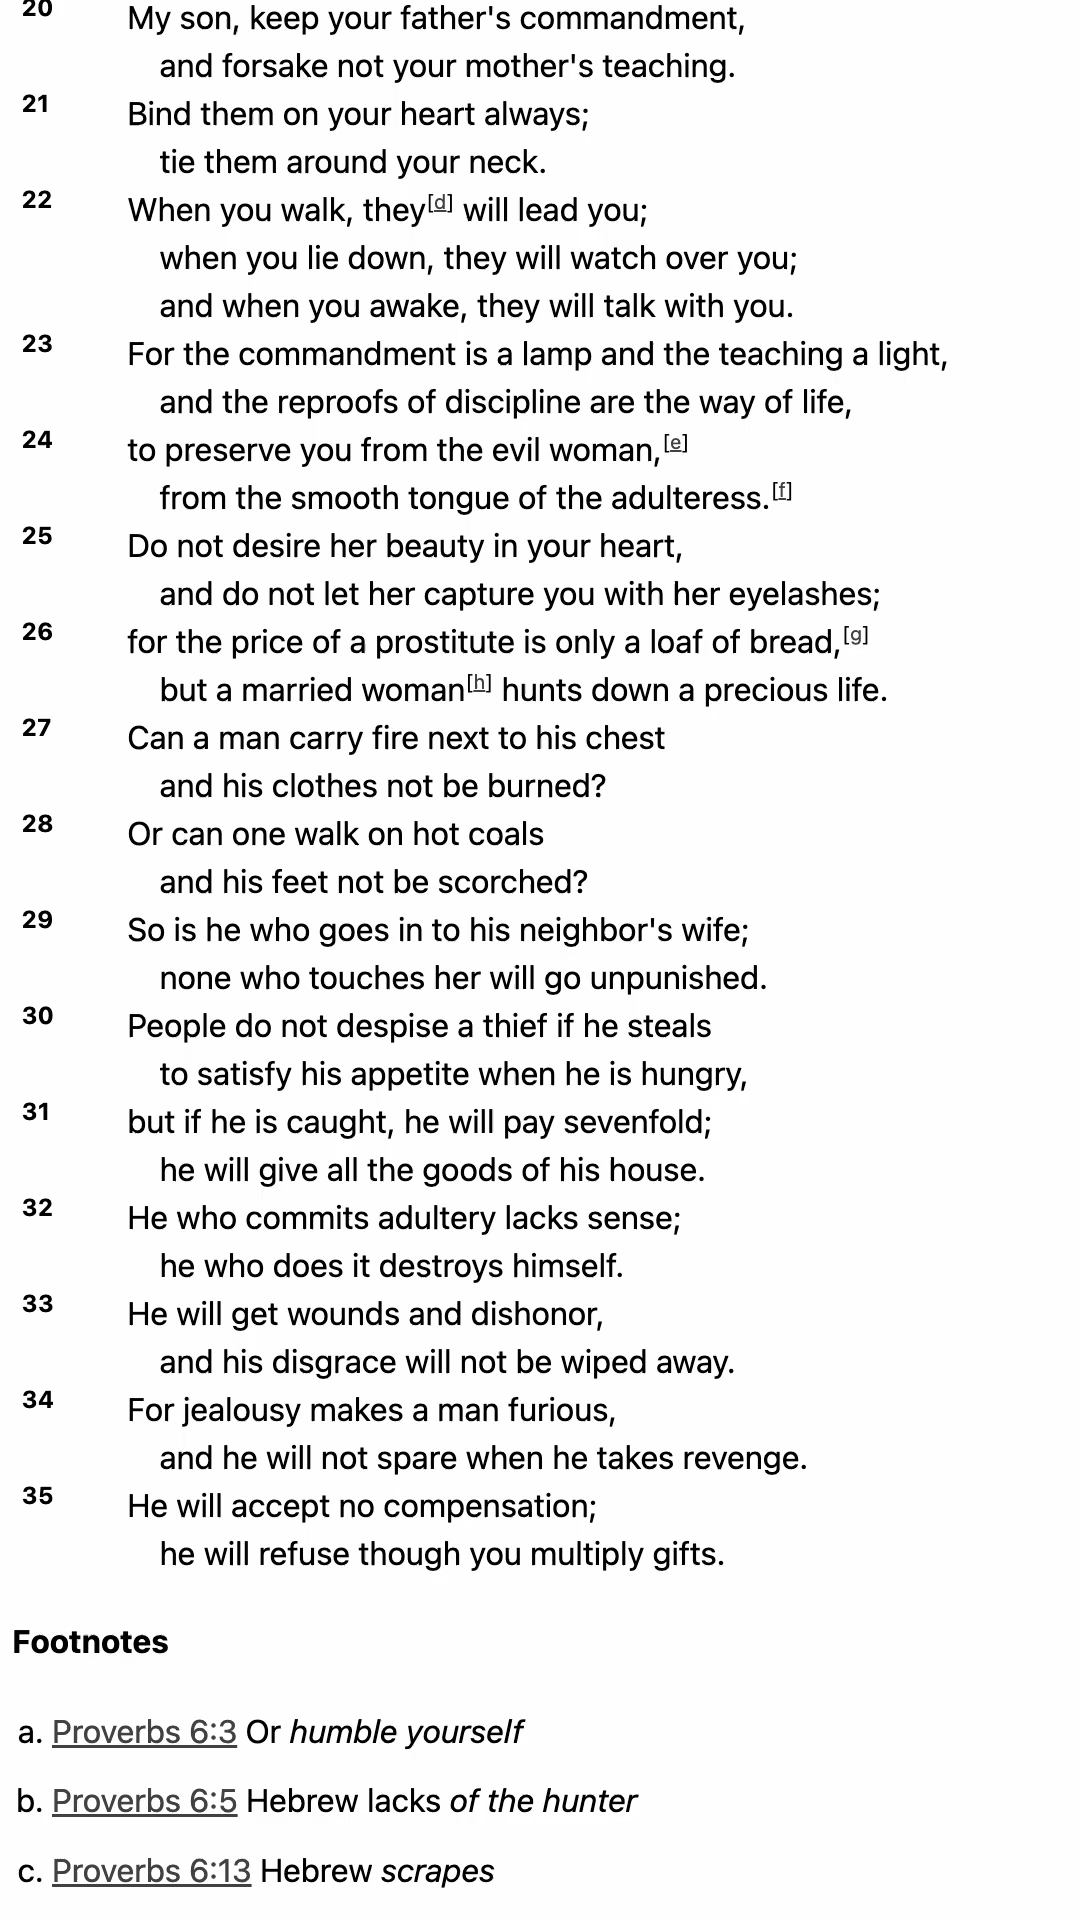 20 My son, keep your father's commandment,
and forsake not your mother's teaching.
21 Bind them on your heart always;
tie them around your neck.
22 When you walk, they[d] will lead you;
when you lie down, they will watch over you;
and when you awake, they will talk with you.
23 For the commandment is a lamp and the teaching a light,
and the reproofs of discipline are the way of life,
24 to preserve you from the evil woman,[e]
from the smooth tongue of the adulteress.[f]
25 Do not desire her beauty in your heart,
and do not let her capture you with her eyelashes;
26 for the price of a prostitute is only a loaf of bread,[g]
but a married woman[h] hunts down a precious life.
27 Can a man carry fire next to his chest
and his clothes not be burned?
28 Or can one walk on hot coals
and his feet not be scorched?
29 So is he who goes in to his neighbor's wife;
none who touches her will go unpunished.
30 People do not despise a thief if he steals
to satisfy his appetite when he is hungry,
31 but if he is caught, he will pay sevenfold;
he will give all the goods of his house.
32 He who commits adultery lacks sense;
he who does it destroys himself.
33 He will get wounds and dishonor,
and his disgrace will not be wiped away.
34 For jealousy makes a man furious,
and he will not spare when he takes revenge.
35 He will accept no compensation;
he will refuse though you multiply gifts.
Footnotes
a. Proverbs 6:3 Or humble yourself
b. Proverbs 6:5 Hebrew lacks of the hunter
c. Proverbs 6:13 Hebrew scrapes